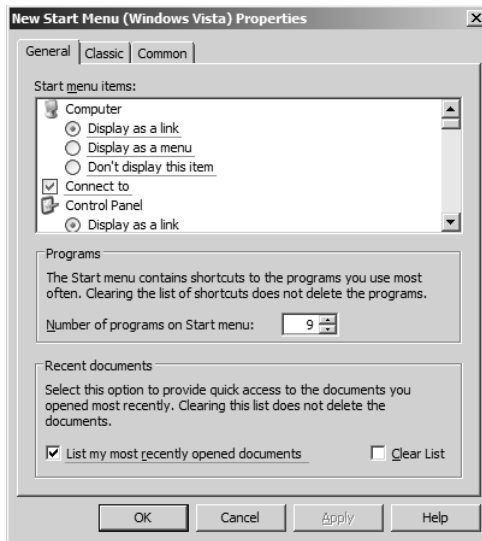 New Start Menu (Windows Vista) Properties
General Classic Common
Start menu items:
Computer
Display as a link
Display as a menu
Don't display this item
Connect to
Control Panel
Display as a link
Programs
The Start menu contains shortcuts to the programs you use most
often. Clearing the list of shortcuts does not delete the programs.
Number of programs on Start menu: 9
Recent documents
Select this option to provide quick access to the documents you
opened most recently. Clearing this list does not delete the
documents.
List my most recently opened documents Clear List
OK Cancel Apply Help